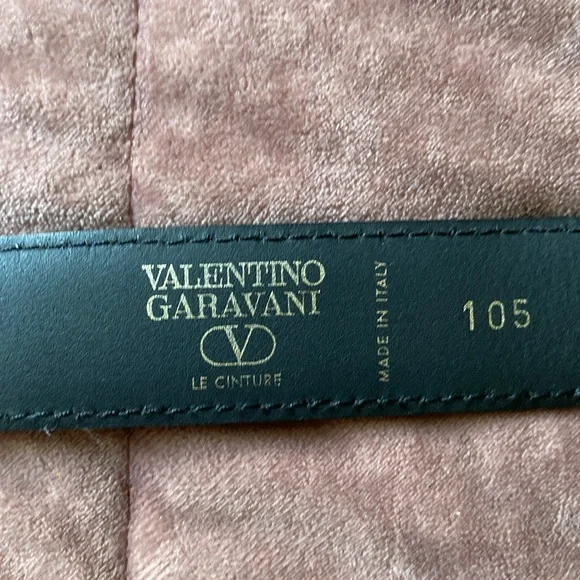 VALENTINO
GARAVANI
V
LE CINTURE
MADE IN ITALY
105